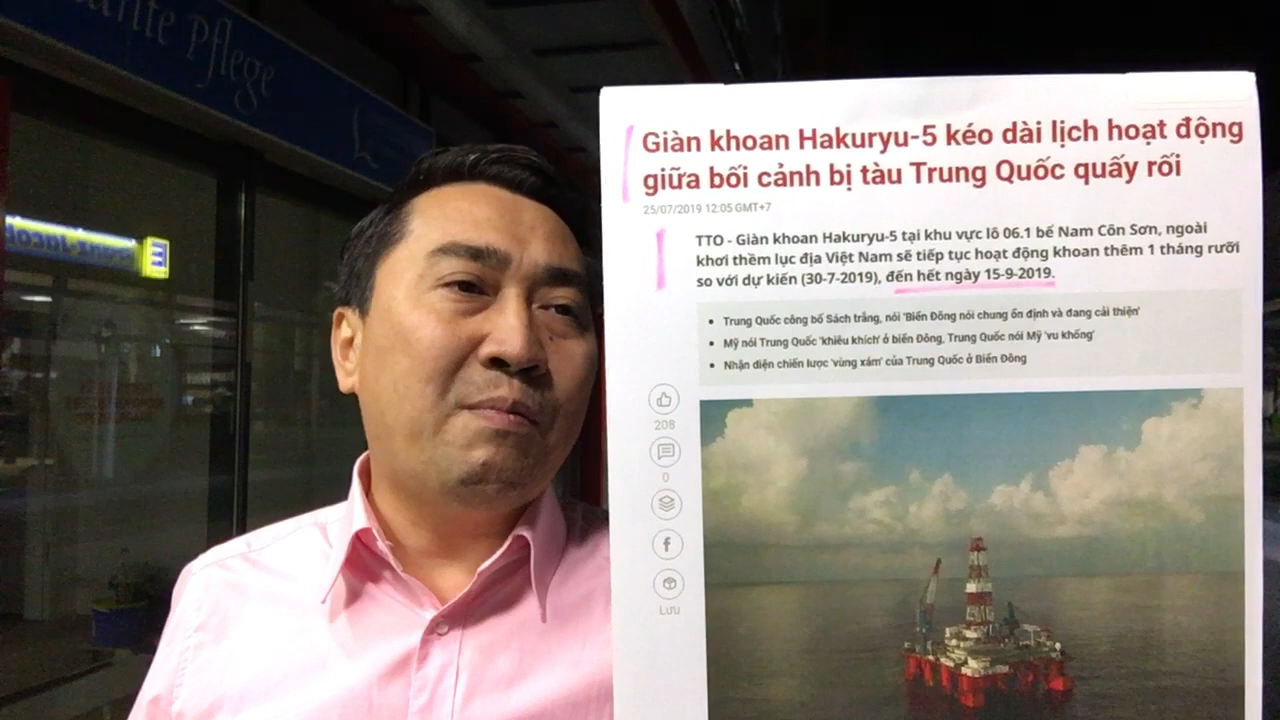 Pflege
Giàn khoan Hakuryu-5 kéo dài lịch hoạt động
giữa bối cảnh bị tàu Trung Quốc quấy rối
25/07/2019 12:05 GMT+7
TTO - Giàn khoan Hakuryu-5 tại khu vực lô 06.1 bể Nam Côn Sơn, ngoài
khơi thềm lục địa Việt Nam sẽ tiếp tục hoạt động khoan thêm 1 tháng rưỡi
so với dự kiến (30-7-2019), đến hết ngày 15-9-2019.
• Trung Quốc công bố Sách trắng, nói 'Biển Đông nói chung ổn định và đang cải thiện'
• Mỹ nói Trung Quốc 'khiêu khích' ở biển Đông, Trung Quốc nói Mỹ 'vu khống'
• Nhận diện chiến lược 'vùng xám' của Trung Quốc ở Biển Đông
208
0
f
Lưu